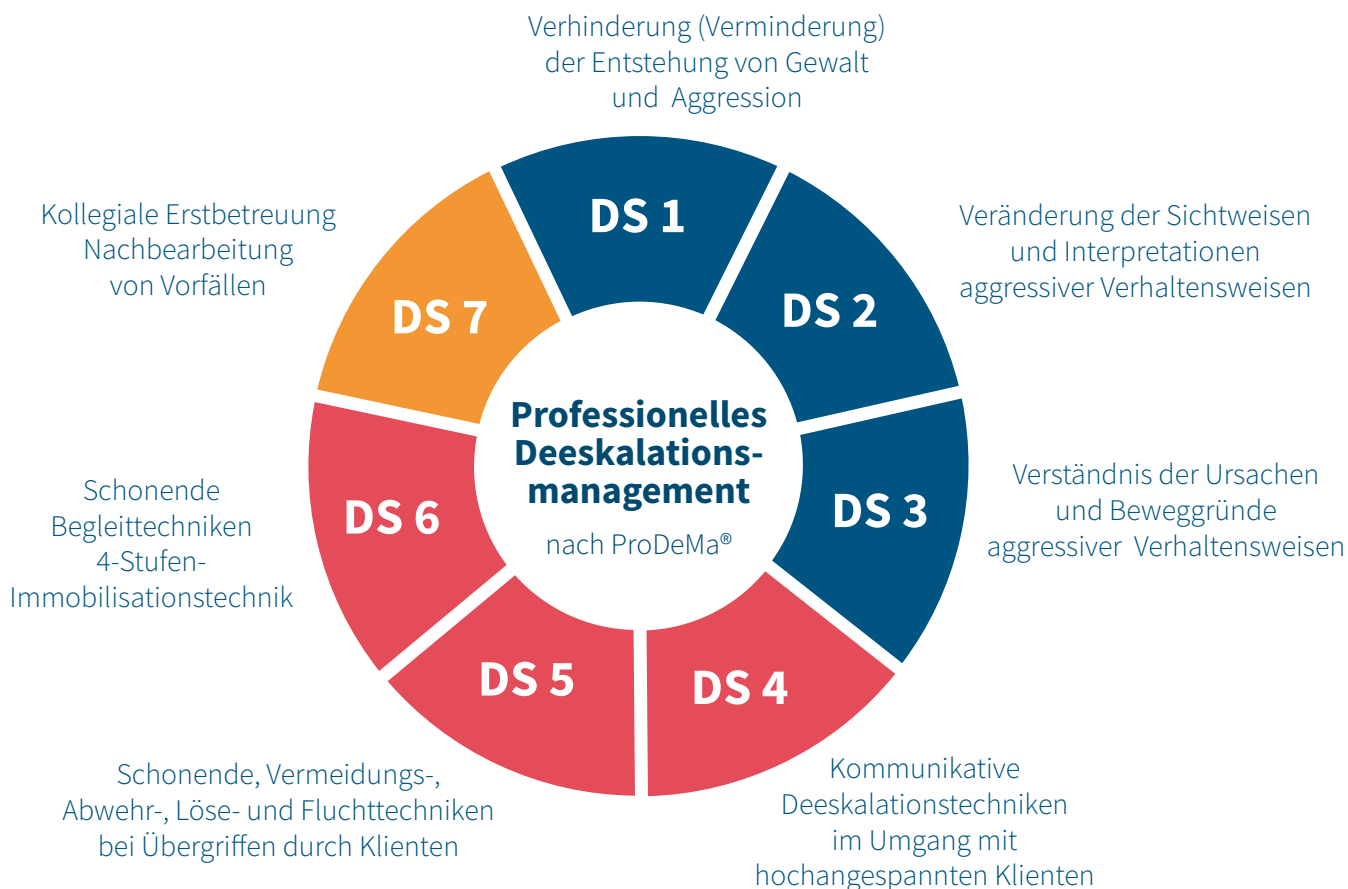 Verhinderung (Verminderung)
der Entstehung von Gewalt
und Aggression
DS 1
Veränderung der Sichtweisen
und Interpretationen
aggressiver Verhaltensweisen
DS 2
Verständnis der Ursachen
und Beweggründe
aggressiver Verhaltensweisen
DS 3
Kommunikative
Deeskalationstechniken
im Umgang mit
hochangespannten Klienten
DS 4
Schonende, Vermeidungs-,
Abwehr-, Löse- und Fluchttechniken
bei Übergriffen durch Klienten
DS 5
Schonende
Begleittechniken
4-Stufen-
Immobilisationstechnik
DS 6
Kollegiale Erstbetreuung
Nachbearbeitung
von Vorfällen
DS 7
Professionelles
Deeskalations-
management
nach ProDeMa®